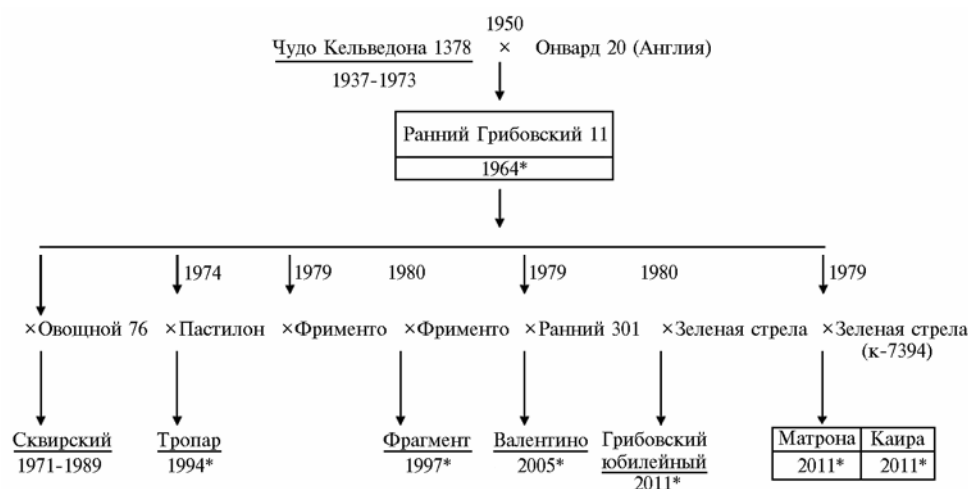 1950
Чудо Кельведона 1378 × Онвард 20 (Англия)
1937-1973
Ранний Грибовский 11
1964*
1974 1979 1980 1979 1980 1979
×Овощной 76 ×Пастилон ×Фрименто ×Фрименто ×Ранний 301 ×Зеленая стрела ×Зеленая стрела
(к-7394)
Сквирский Тропар Фрагмент Валентино Грибовский Матрона Каира
1971-1989 1994* 1997* 2005* юбилейный 2011* 2011*
2011*